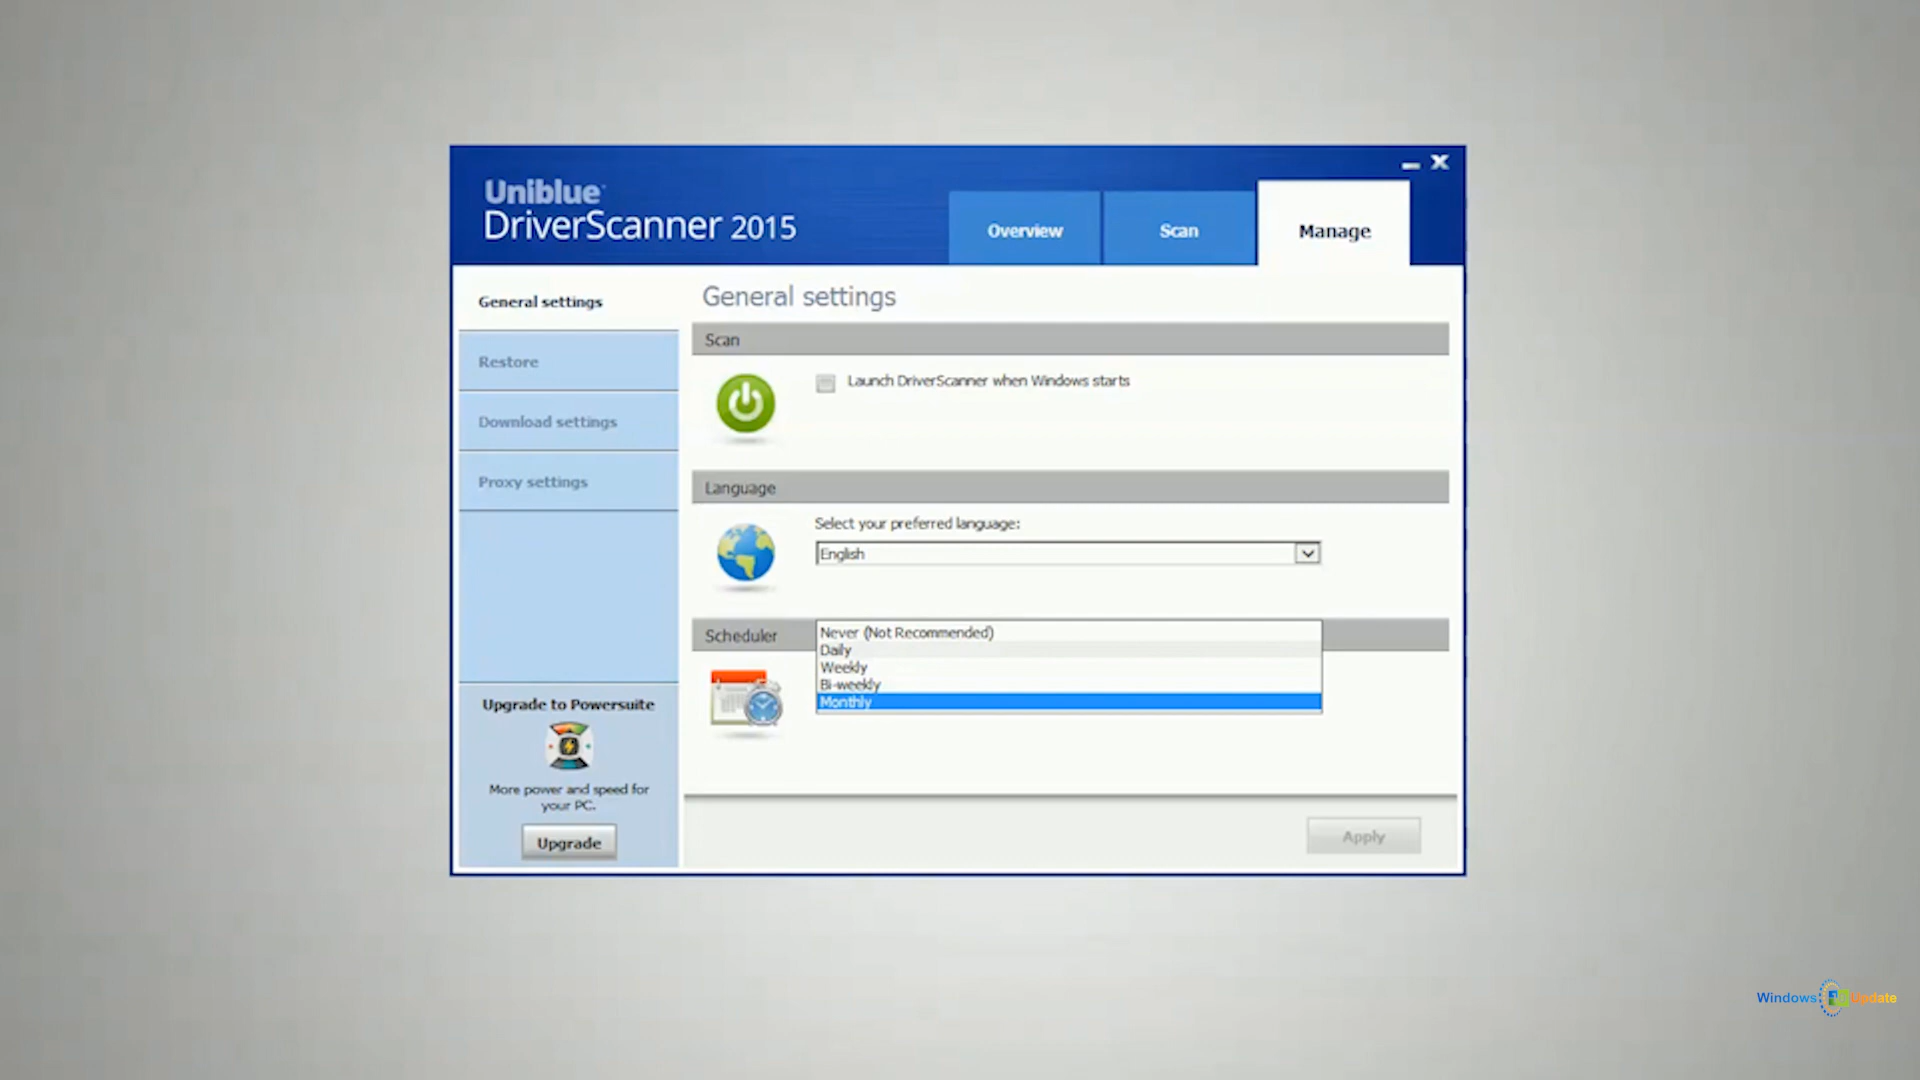 Uniblue
DriverScanner 2015
Overview
Scan
Manage
General settings
Restore
Download settings
Proxy settings
Upgrade to Powersuite
More power and speed for
your PC.
Upgrade
General settings
Scan
Launch DriverScanner when Windows starts
Language
Select your preferred language:
English
Scheduler
Never (Not Recommended)
Daily
Weekly
Bi-weekly
Monthly
Apply
Windows Update